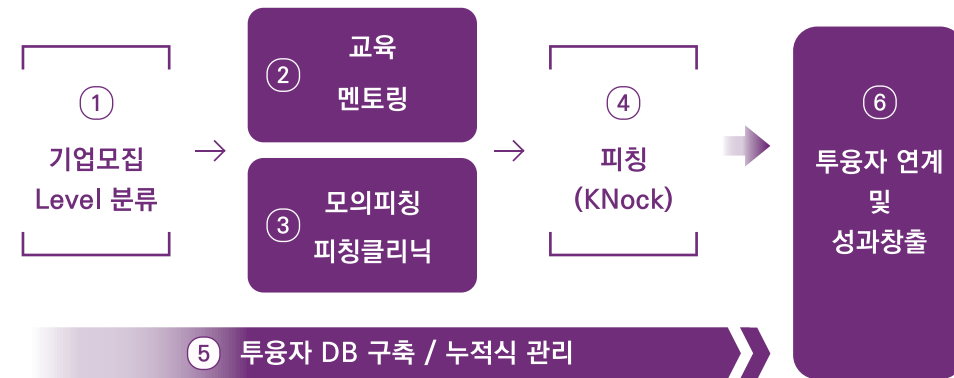 ①
기업모집
Level 분류
②
교육
멘토링
③
모의피칭
피칭클리닉
④
피칭
(KNock)
⑤ 투융자 DB 구축 / 누적식 관리
⑥
투융자 연계
및
성과창출